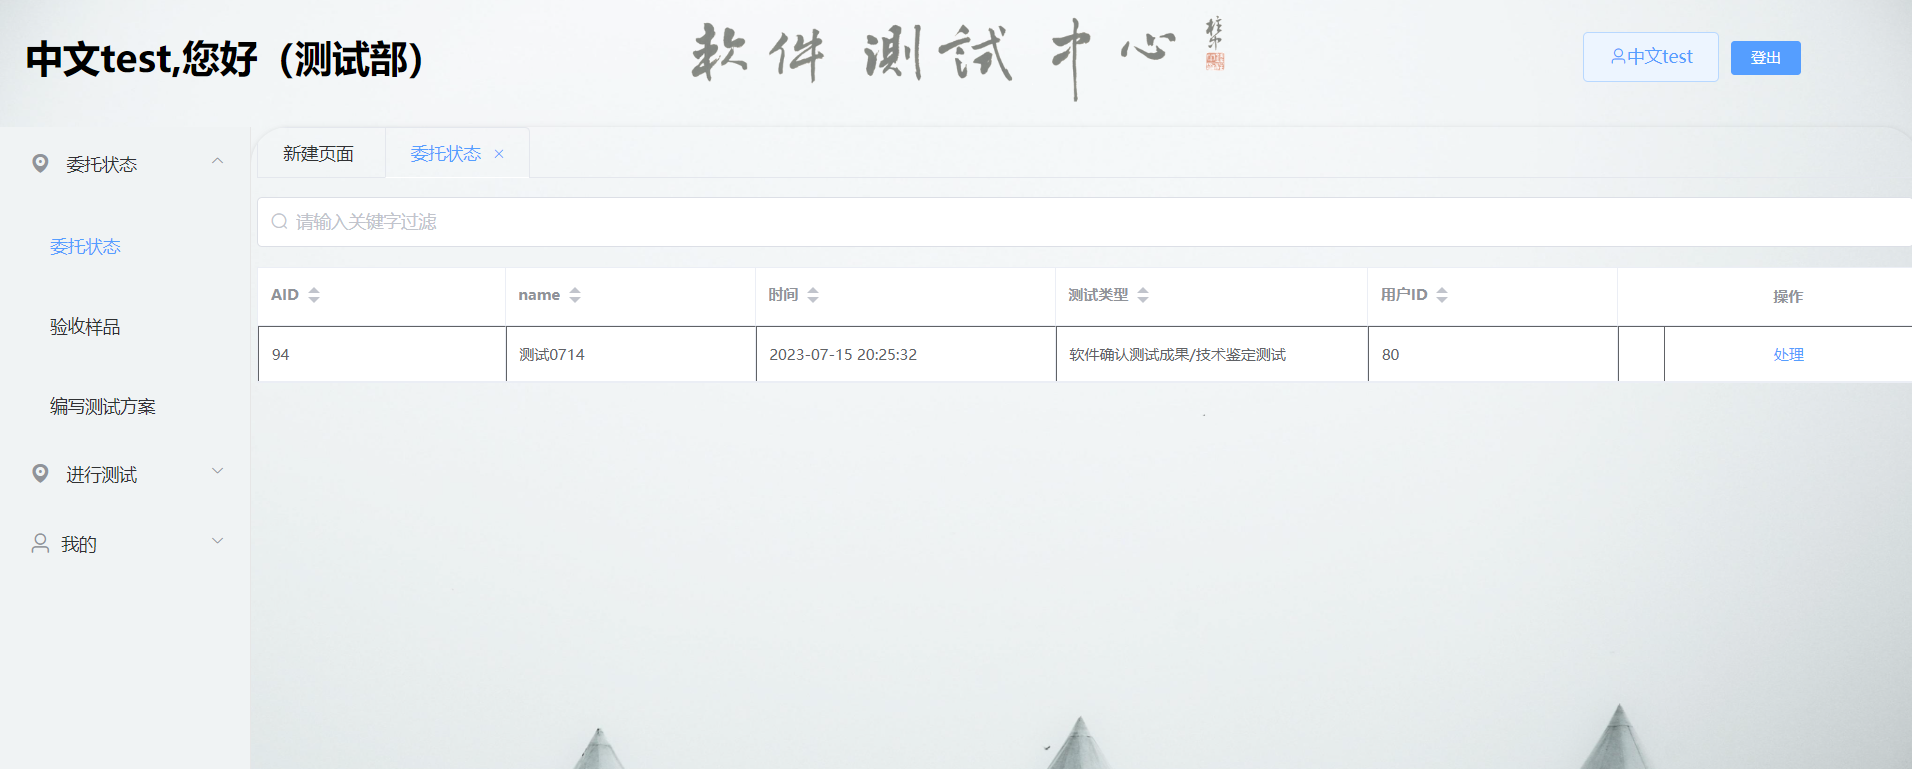 中文test,您好（测试部）
软件 測試 中心
中文test
登出
委托状态
委托状态
验收样品
编写测试方案
进行测试
我的
新建页面 委托状态
请输入关键字过滤
AID name 时间 测试类型 用户ID 操作
94 测试0714 2023-07-15 20:25:32 软件确认测试成果/技术鉴定测试 80 处理